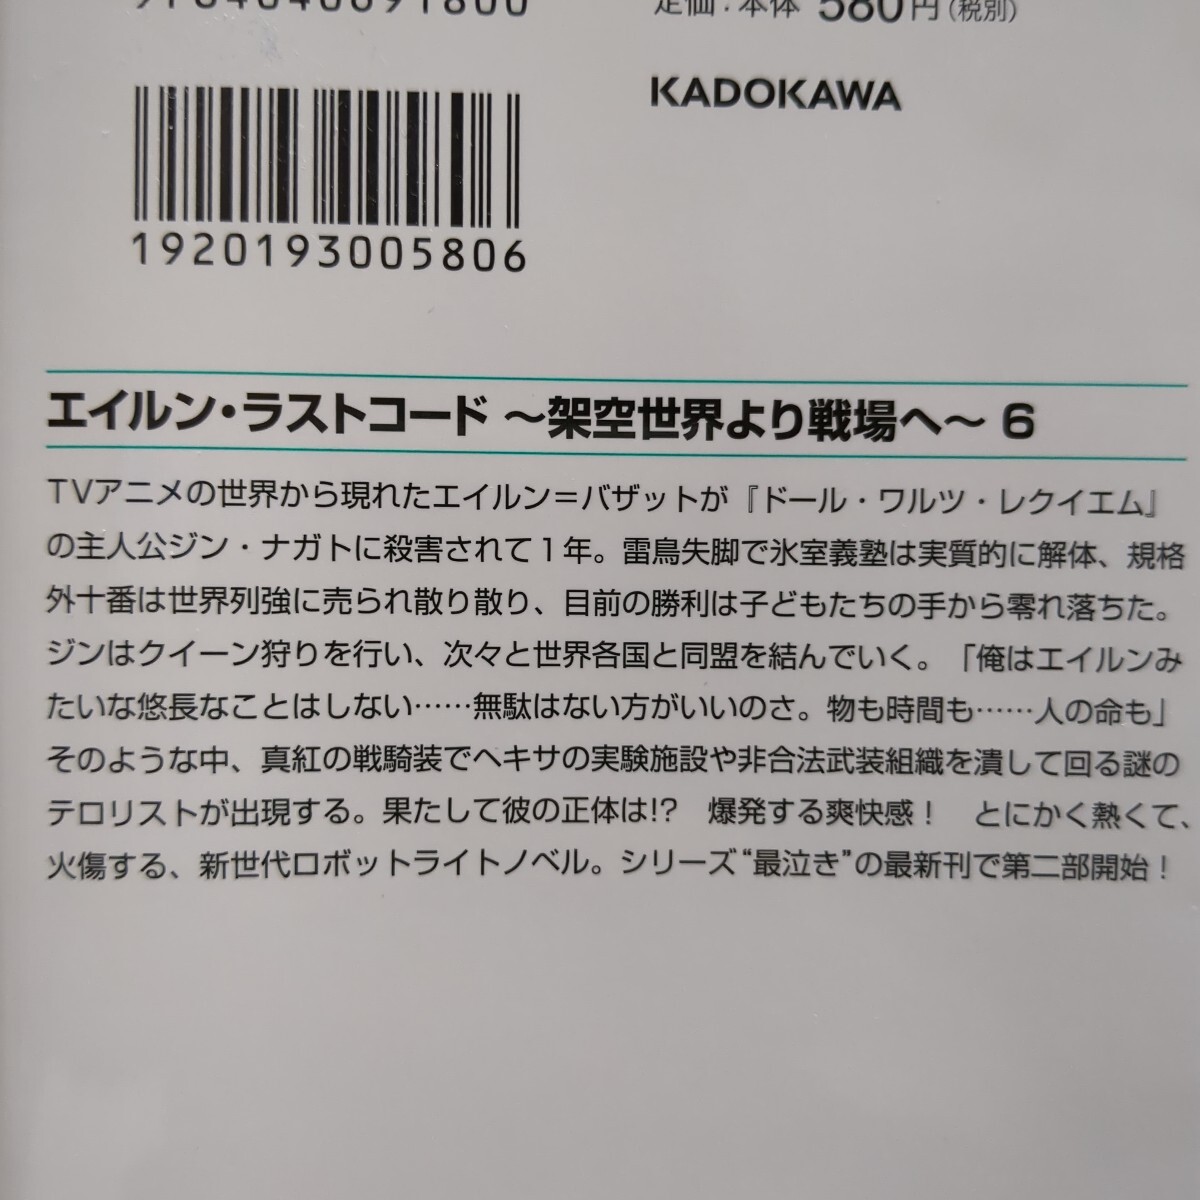 定価：本体580円（税別）
KADOKAWA
1920193005806
エイルン・ラストコード ～架空世界より戦場へ～ 6
TVアニメの世界から現れたエイルン＝バザットが『ドール・ワルツ・レクイエム』
の主人公ジン・ナガトに殺害されて1年。雷鳥失脚で氷室義塾は実質的に解体、規格
外十番は世界列強に売られ散り散り、目前の勝利は子どもたちの手から零れ落ちた。
ジンはクイーン狩りを行い、次々と世界各国と同盟を結んでいく。「俺はエイルンみ
たいな悠長なことはしない……無駄はない方がいいのさ。物も時間も……人の命も」
そのような中、真紅の戦騎装でヘキサの実験施設や非合法武装組織を潰して回る謎の
テロリストが出現する。果たして彼の正体は!?　爆発する爽快感！　とにかく熱くて、
火傷する、新世代ロボットライトノベル。シリーズ“最泣き”の最新刊で第二部開始！